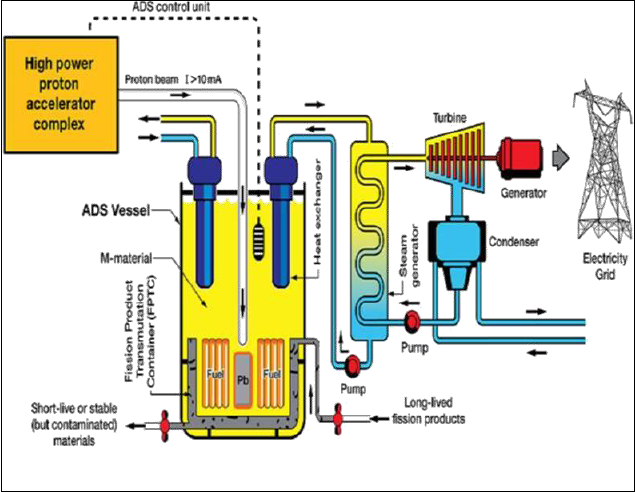 ADS control unit
High power
proton
accelerator
complex
Proton beam I >10mA
Turbine
Generator
ADS Vessel
Heat exchanger
Condenser
Electricity
Grid
M-material
Steam
generator
Fission Product
Transmutation
Container (FPTC)
Pump
Fuel
Pb
Fuel
Pump
Short-live or stable
(but contaminated)
materials
Long-lived
fission products